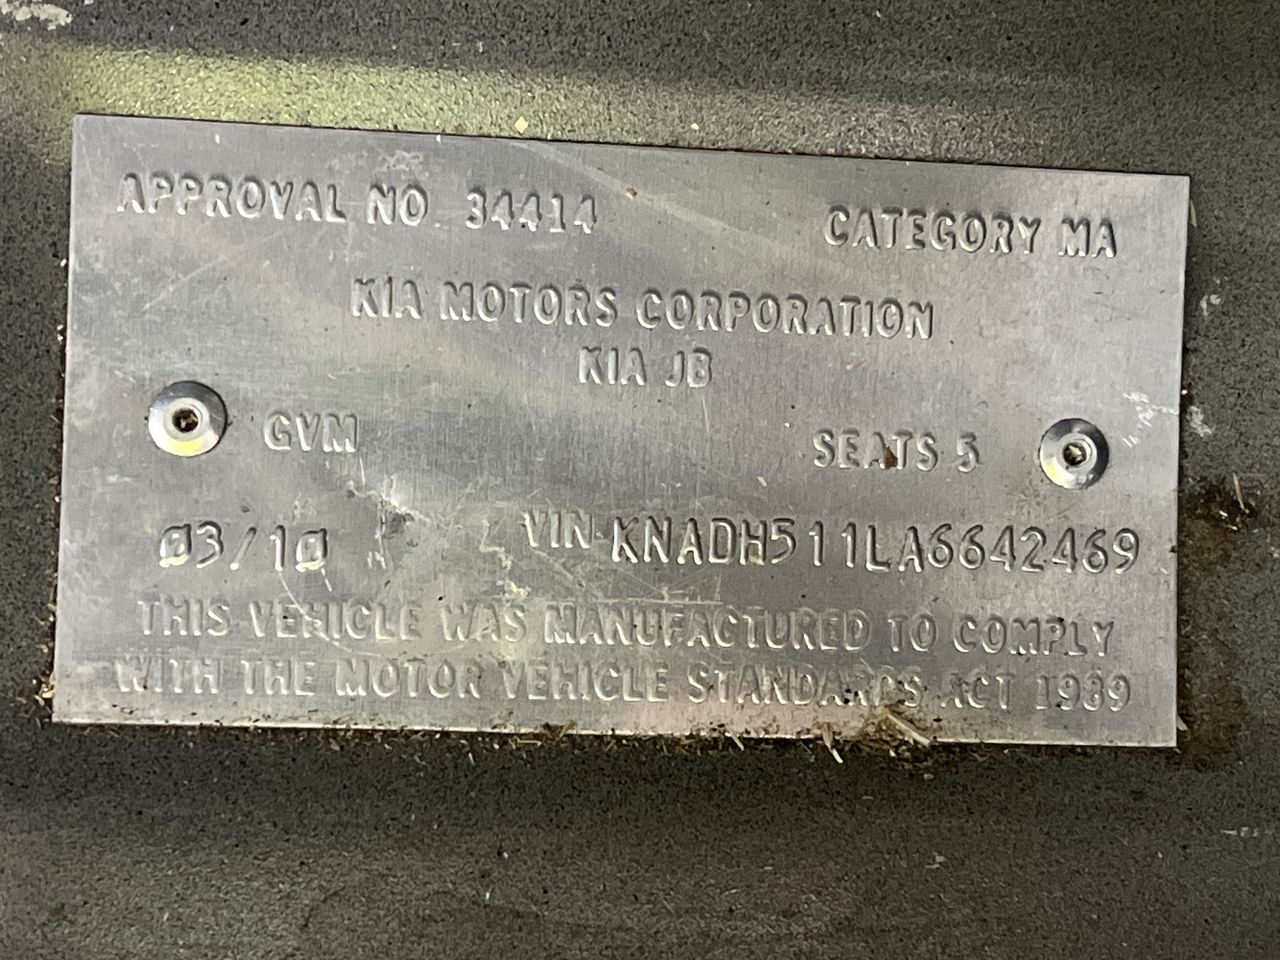 APPROVAL NO 34414 CATEGORY MA
KIA MOTORS CORPORATION
KIA JB
GVM SEATS 5
03/10 VIN KNADH511LA6642469
THIS VEHICLE WAS MANUFACTURED TO COMPLY
WITH THE MOTOR VEHICLE STANDARDS ACT 1989